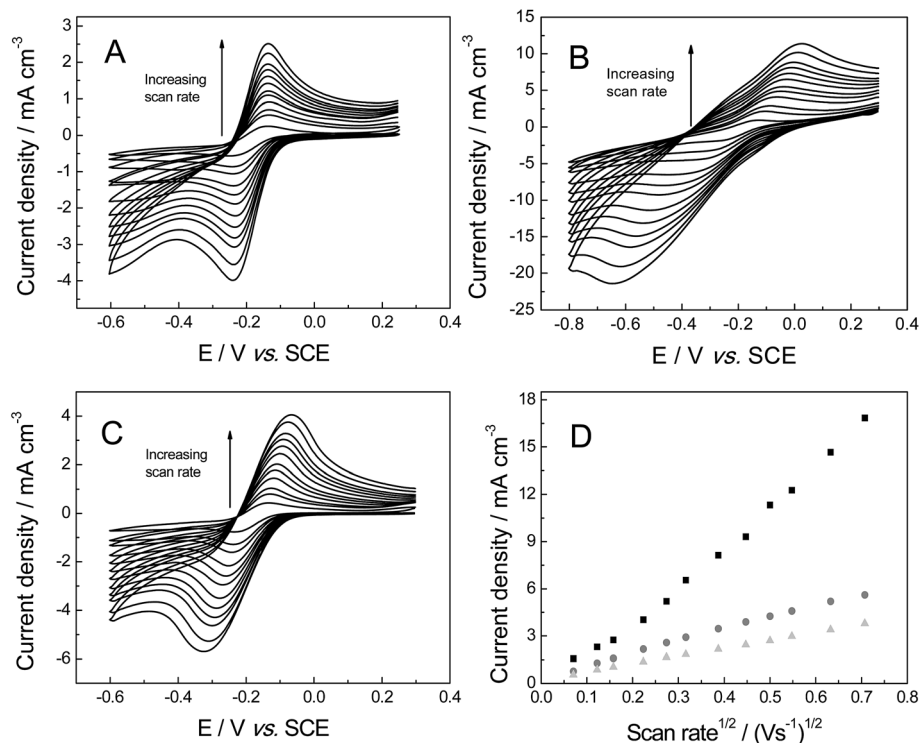 A
Increasing
scan rate
3
2
1
0
-1
-2
-3
-4
Current density / mA cm-3
-0.6 -0.4 -0.2 0.0 0.2 0.4
E / V vs. SCE
B
Increasing
scan rate
15
10
5
0
-5
-10
-15
-20
-25
Current density / mA cm-3
-0.8 -0.6 -0.4 -0.2 0.0 0.2 0.4
E / V vs. SCE
C
Increasing
scan rate
4
2
0
-2
-4
-6
Current density / mA cm-3
-0.6 -0.4 -0.2 0.0 0.2 0.4
E / V vs. SCE
D
18
15
12
9
6
3
0
Current density / mA cm-3
0.0 0.1 0.2 0.3 0.4 0.5 0.6 0.7 0.8
Scan rate1/2 / (Vs-1)1/2